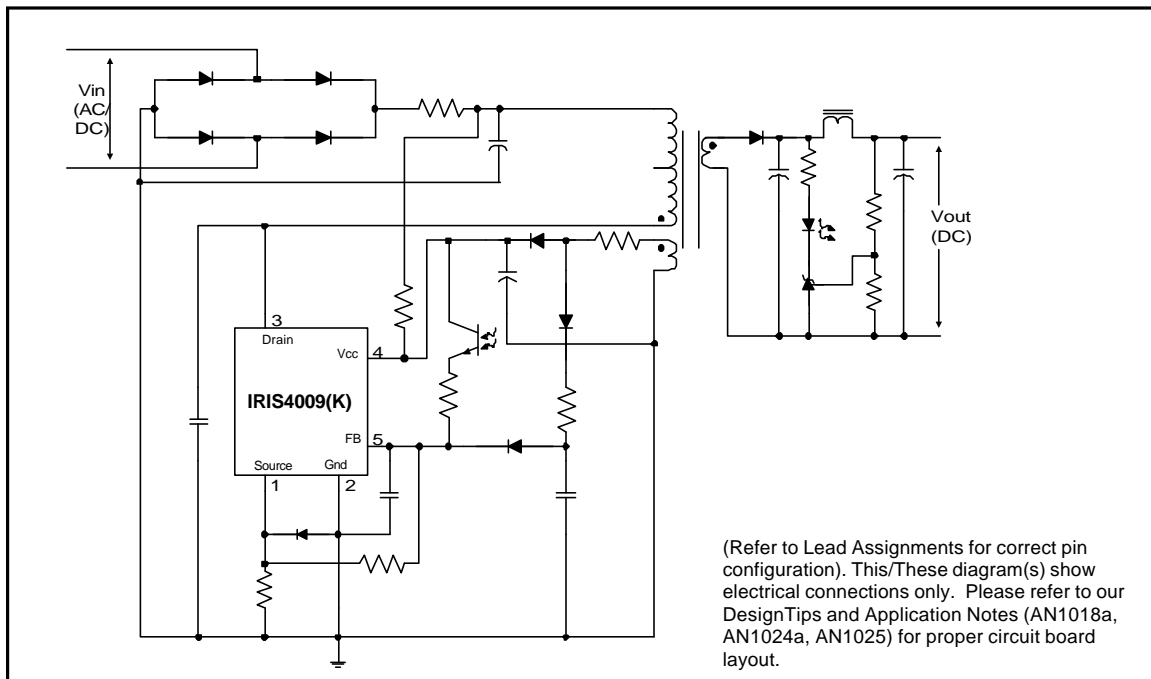 Vin
(AC/
DC)
Vout
(DC)
3
Drain
Vcc
4
IRIS4009(K)
FB
5
Source
Gnd
1
2
(Refer to Lead Assignments for correct pin
configuration). This/These diagram(s) show
electrical connections only.  Please refer to our
DesignTips and Application Notes (AN1018a,
AN1024a, AN1025) for proper circuit board
layout.